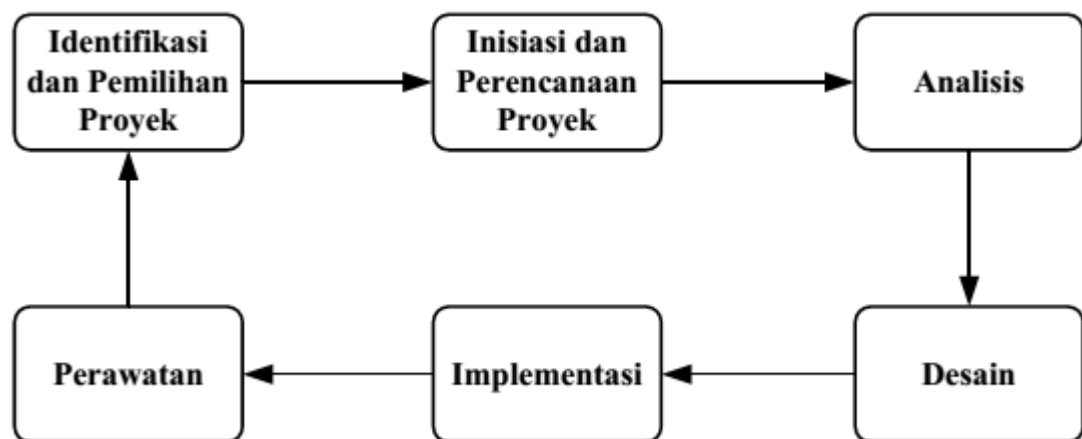 Identifikasi
dan Pemilihan
Proyek
Inisiasi dan
Perencanaan
Proyek
Analisis
Perawatan
Implementasi
Desain